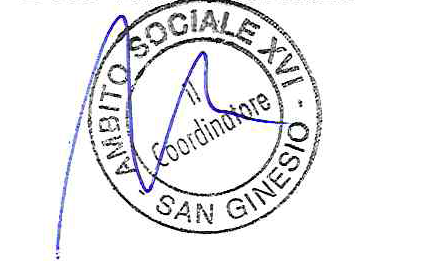 AMBITO SOCIALE XVI - SAN GINESIO
Il
Coordinatore